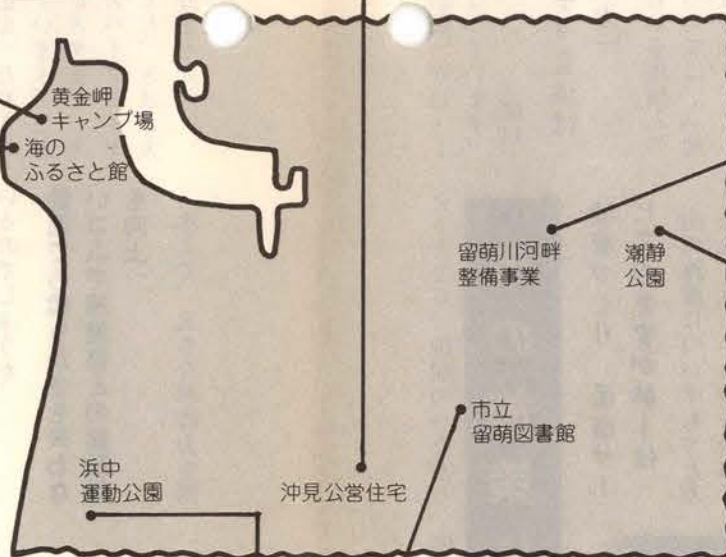 黄金岬
キャンプ場
海の
ふるさと館
留萌川河畔
整備事業
潮静
公園
市立
留萌図書館
浜中
運動公園
沖見公営住宅